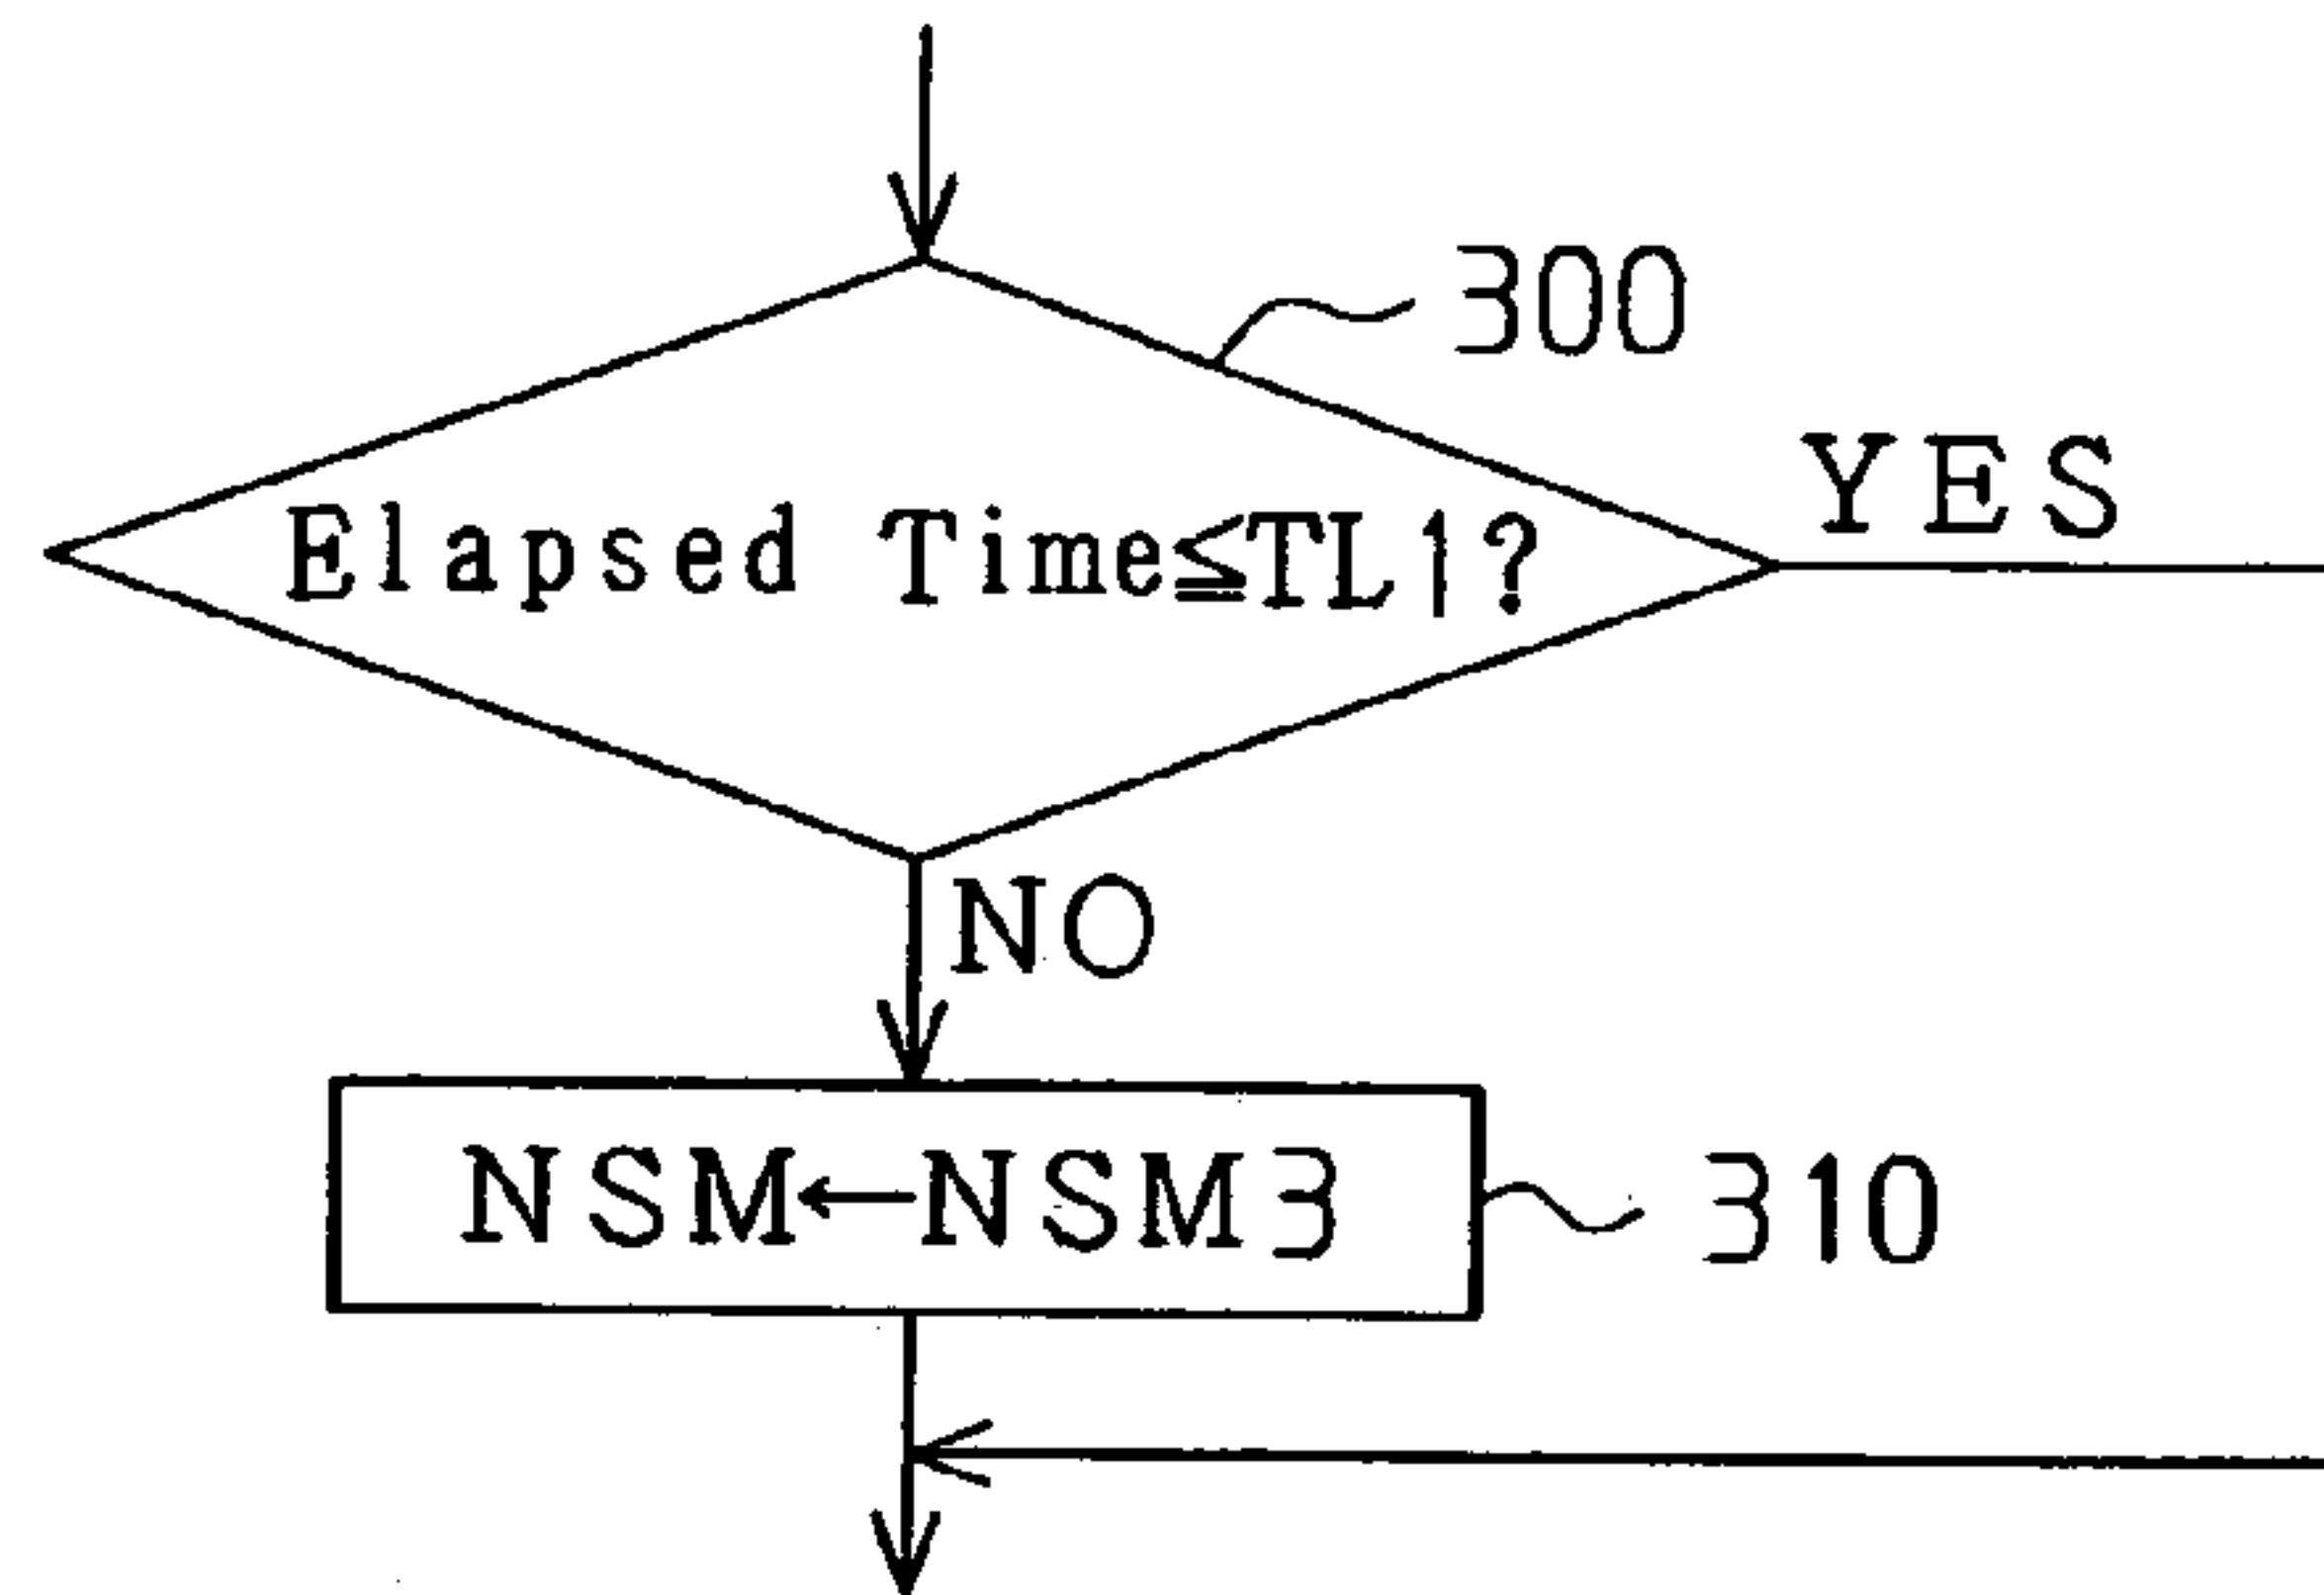 300
YES
Elapsed Time≦TL1?
NO
NSM←NSM3
310